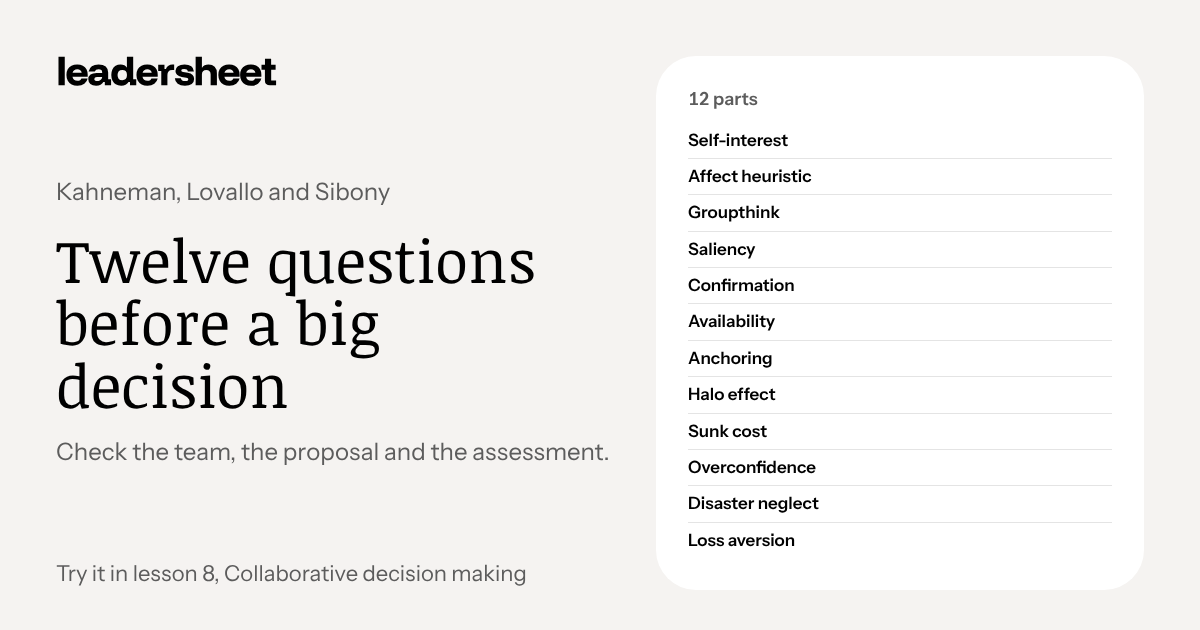 leadersheet
Kahneman, Lovallo and Sibony
Twelve questions
before a big
decision
Check the team, the proposal and the assessment.
Try it in lesson 8, Collaborative decision making
12 parts
Self-interest
Affect heuristic
Groupthink
Saliency
Confirmation
Availability
Anchoring
Halo effect
Sunk cost
Overconfidence
Disaster neglect
Loss aversion